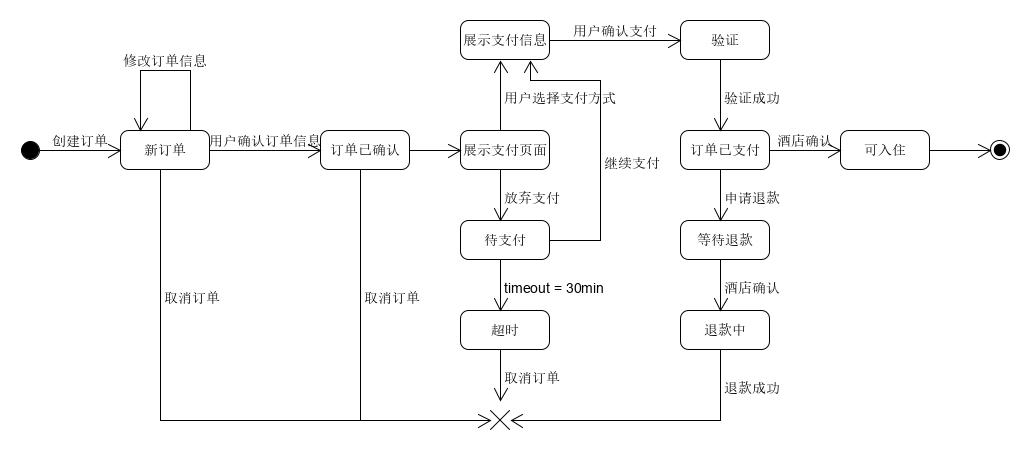 展示支付信息
用户确认支付
验证
修改订单信息
用户选择支付方式
验证成功
创建订单
新订单
用户确认订单信息
订单已确认
展示支付页面
订单已支付
酒店确认
可入住
继续支付
放弃支付
申请退款
待支付
等待退款
取消订单
取消订单
timeout = 30min
酒店确认
超时
退款中
取消订单
退款成功